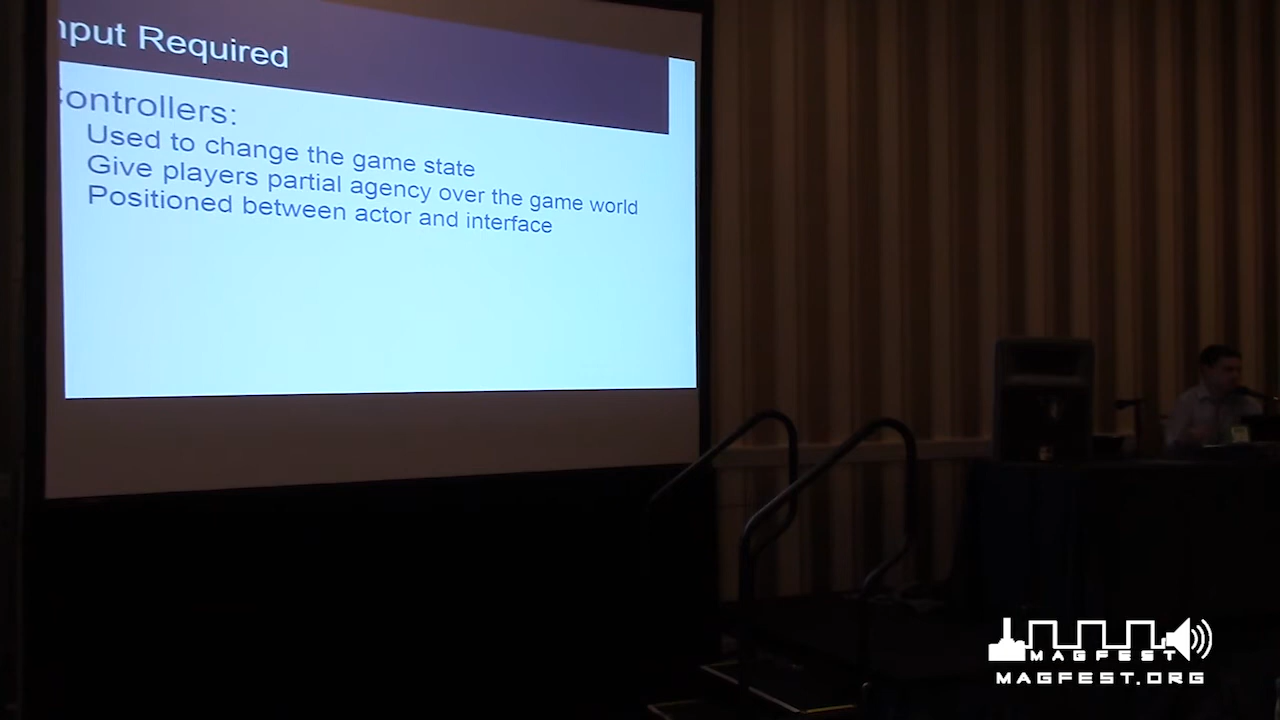 nput Required
ontrollers:
Used to change the game state
Give players partial agency over the game world
Positioned between actor and interface
MAGFEST
MAGFEST.ORG